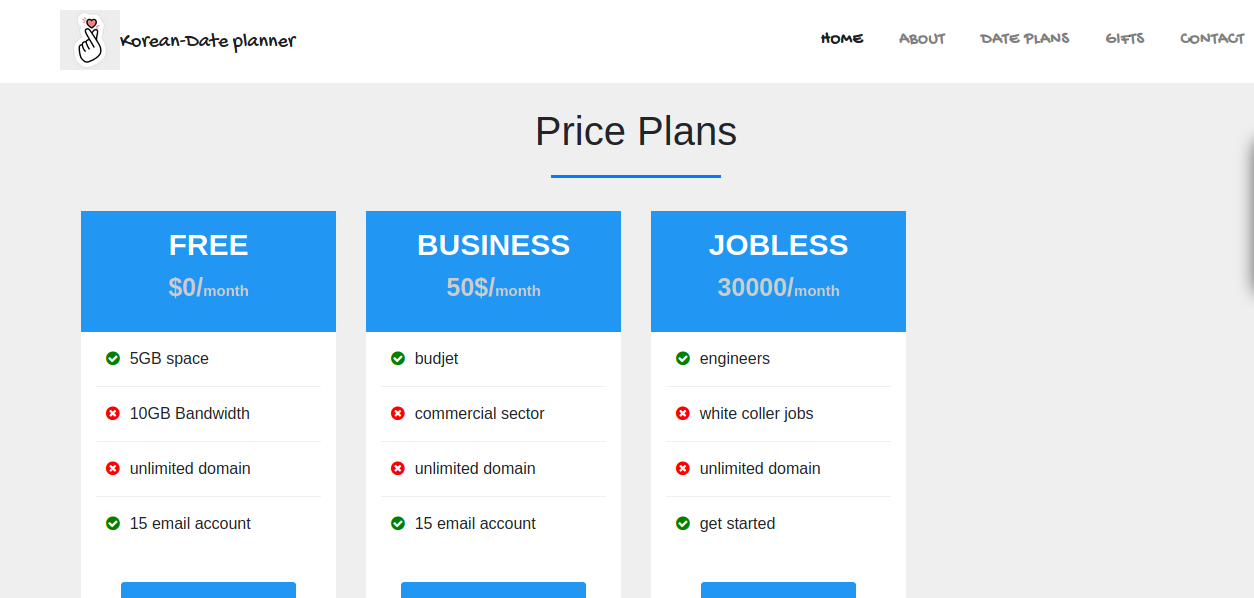 Korean-Date planner
HOME ABOUT DATE PLANS GIFTS CONTACT
Price Plans
FREE
$0/month
5GB space
10GB Bandwidth
unlimited domain
15 email account
BUSINESS
50$/month
budjet
commercial sector
unlimited domain
15 email account
JOBLESS
30000/month
engineers
white coller jobs
unlimited domain
get started